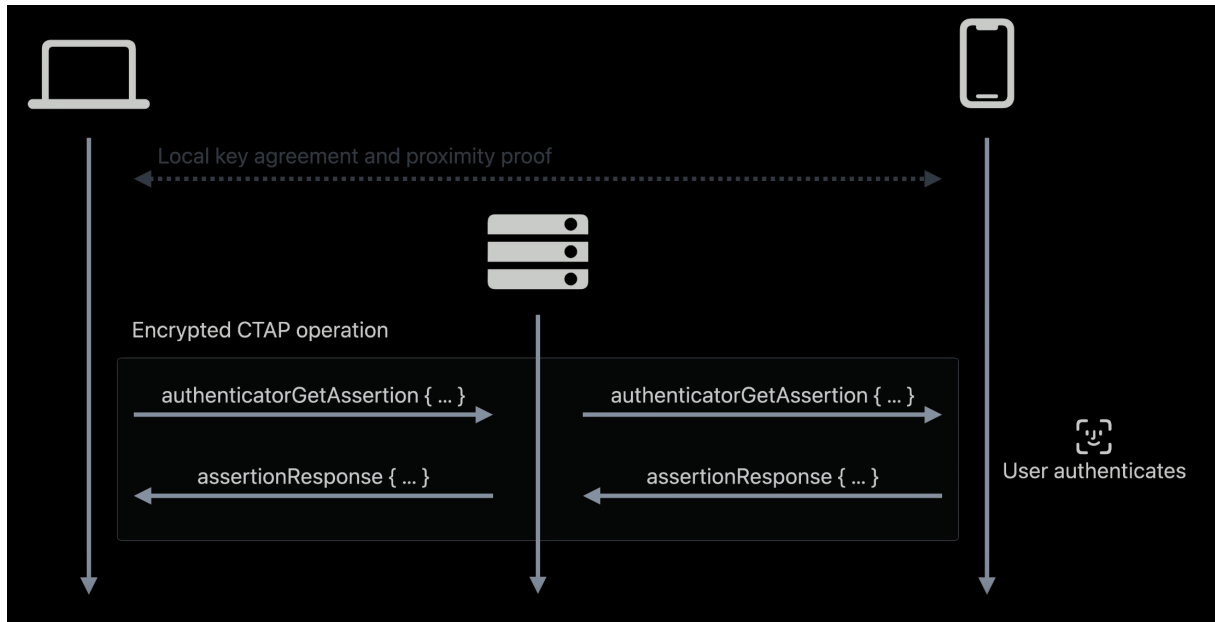 Local key agreement and proximity proof
Encrypted CTAP operation
authenticatorGetAssertion { ... }
authenticatorGetAssertion { ... }
assertionResponse { ... }
assertionResponse { ... }
User authenticates